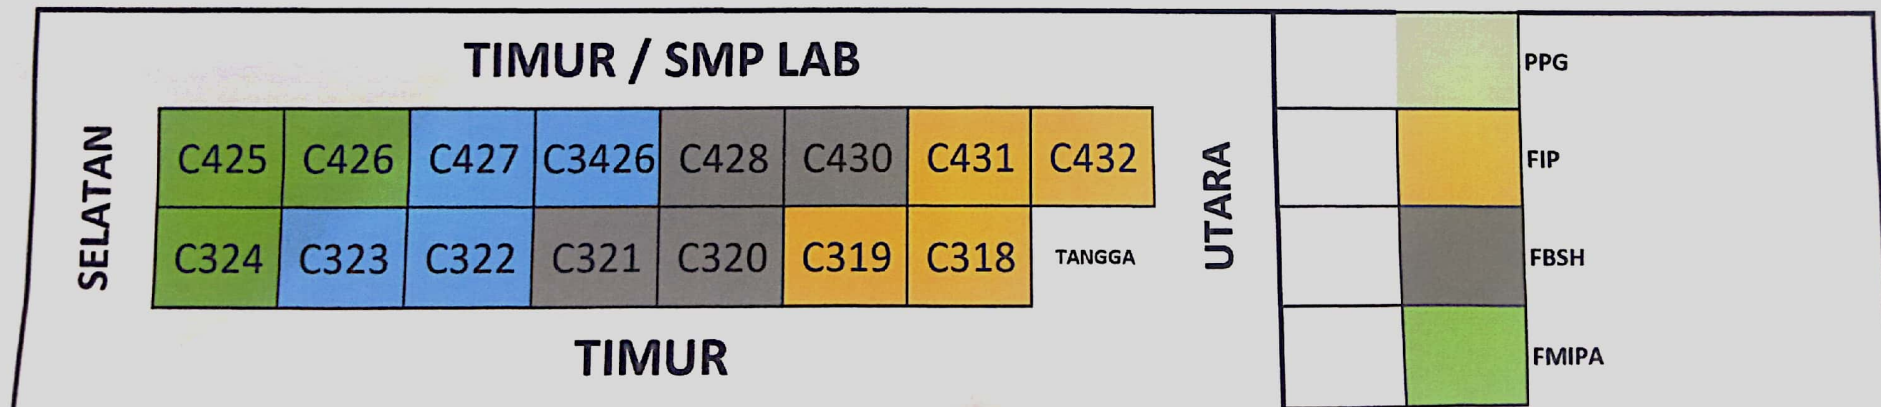 TIMUR / SMP LAB
SELATAN
C425 C426 C427 C3426 C428 C430 C431 C432
C324 C323 C322 C321 C320 C319 C318 TANGGA
UTARA
TIMUR
PPG
FIP
FBSH
FMIPA